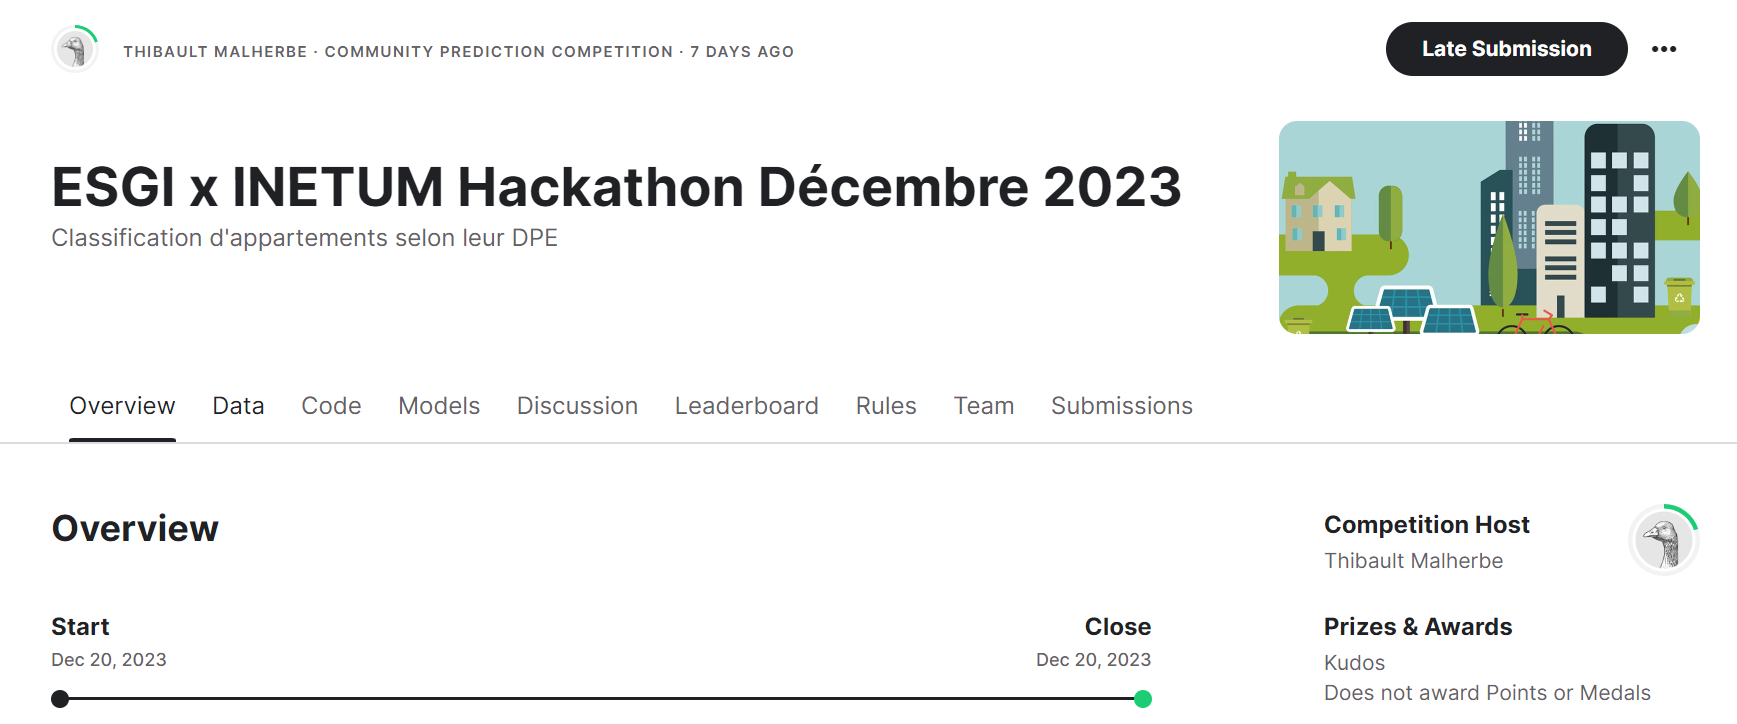 THIBAULT MALHERBE · COMMUNITY PREDICTION COMPETITION · 7 DAYS AGO
Late Submission
ESGI x INETUM Hackathon Décembre 2023
Classification d'appartements selon leur DPE
Overview Data Code Models Discussion Leaderboard Rules Team Submissions
Overview
Start
Dec 20, 2023
Close
Dec 20, 2023
Competition Host
Thibault Malherbe
Prizes & Awards
Kudos
Does not award Points or Medals